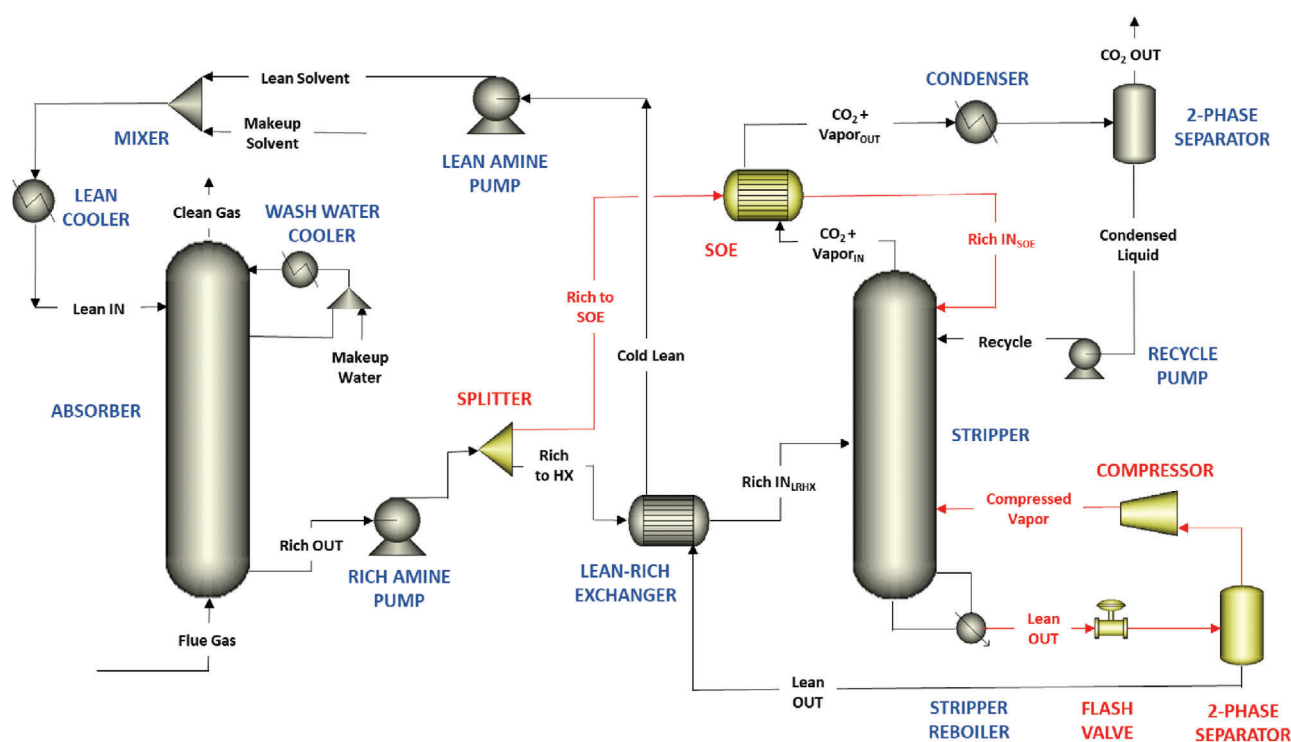 CO₂ OUT
Lean Solvent
CONDENSER
CO₂ +
Vapor_OUT
2-PHASE
SEPARATOR
Makeup
Solvent
MIXER
LEAN AMINE
PUMP
LEAN
COOLER
Clean Gas
WASH WATER
COOLER
SOE
CO₂ +
Vapor_IN
Rich IN_SOE
Condensed
Liquid
Lean IN
Rich to
SOE
Makeup
Water
Cold Lean
Recycle
RECYCLE
PUMP
ABSORBER
SPLITTER
STRIPPER
Rich
to HX
Rich IN_LRHX
COMPRESSOR
Compressed
Vapor
Rich OUT
RICH AMINE
PUMP
LEAN-RICH
EXCHANGER
Flue Gas
Lean
OUT
Lean
OUT
STRIPPER
REBOILER
FLASH
VALVE
2-PHASE
SEPARATOR